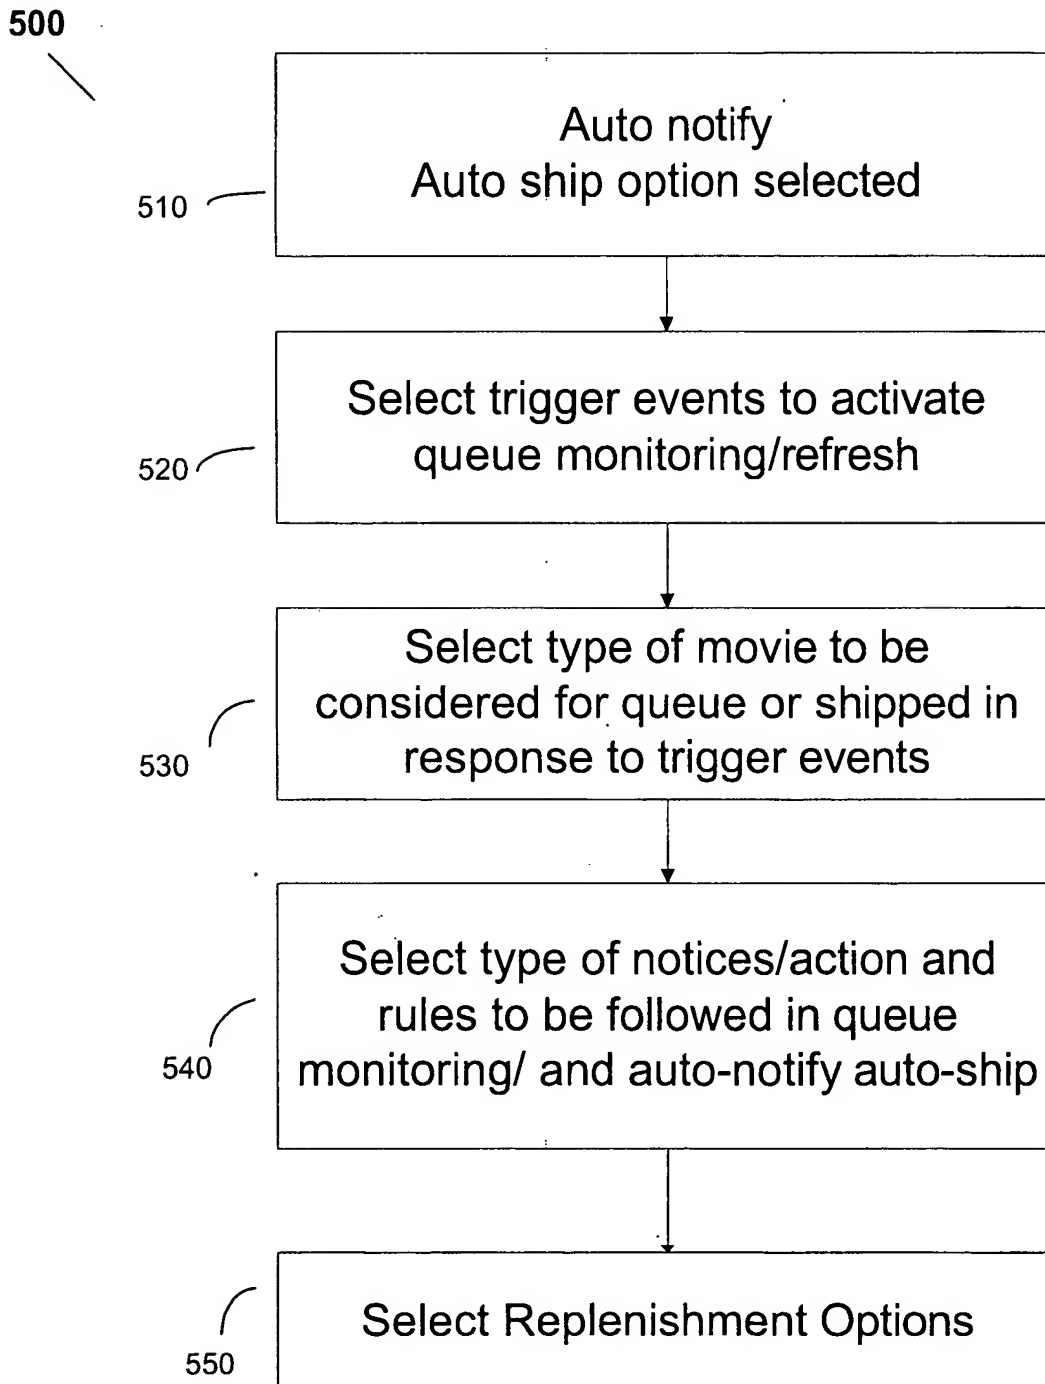 500
Auto notify
Auto ship option selected
510
Select trigger events to activate
queue monitoring/refresh
520
Select type of movie to be
considered for queue or shipped in
response to trigger events
530
Select type of notices/action and
rules to be followed in queue
monitoring/ and auto-notify auto-ship
540
Select Replenishment Options
550